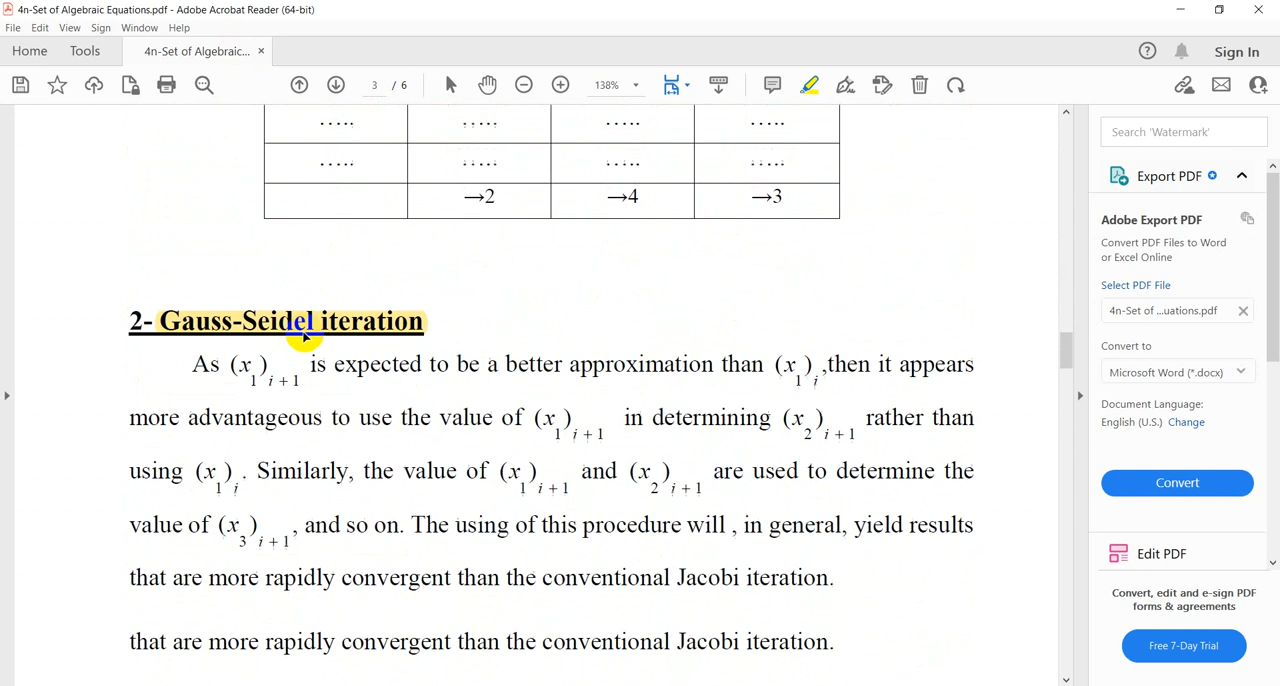 4n-Set of Algebraic Equations.pdf - Adobe Acrobat Reader (64-bit)
File Edit View Sign Window Help
Home Tools 4n-Set of Algebraic... × Sign In
3 / 6 138%
..... ..... ..... .....
..... ..... ..... .....
→2 →4 →3
2- Gauss-Seidel iteration
As (x₁)ᵢ₊₁ is expected to be a better approximation than (x₁)ᵢ ,then it appears
more advantageous to use the value of (x₁)ᵢ₊₁ in determining (x₂)ᵢ₊₁ rather than
using (x₁)ᵢ. Similarly, the value of (x₁)ᵢ₊₁ and (x₂)ᵢ₊₁ are used to determine the
value of (x₃)ᵢ₊₁, and so on. The using of this procedure will , in general, yield results
that are more rapidly convergent than the conventional Jacobi iteration.
that are more rapidly convergent than the conventional Jacobi iteration.
Search 'Watermark'
Export PDF
Adobe Export PDF
Convert PDF Files to Word
or Excel Online
Select PDF File
4n-Set of ...uations.pdf
Convert to
Microsoft Word (*.docx)
Document Language:
English (U.S.) Change
Convert
Edit PDF
Convert, edit and e-sign PDF
forms & agreements
Free 7-Day Trial